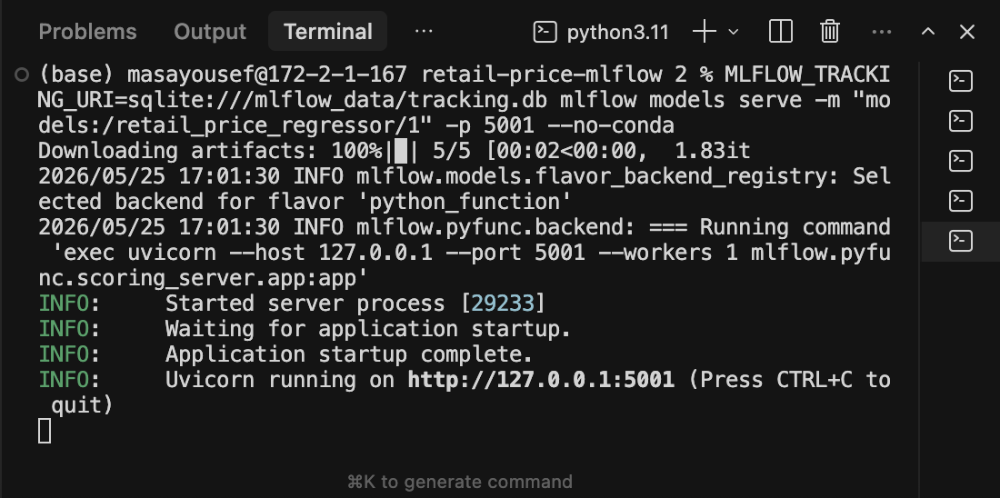 Problems Output Terminal ··· python3.11
(base) masayousef@172-2-1-167 retail-price-mlflow 2 % MLFLOW_TRACKI
NG_URI=sqlite:///mlflow_data/tracking.db mlflow models serve -m "mo
dels:/retail_price_regressor/1" -p 5001 --no-conda
Downloading artifacts: 100%|█| 5/5 [00:02<00:00,  1.83it
2026/05/25 17:01:30 INFO mlflow.models.flavor_backend_registry: Sel
ected backend for flavor 'python_function'
2026/05/25 17:01:30 INFO mlflow.pyfunc.backend: === Running command
 'exec uvicorn --host 127.0.0.1 --port 5001 --workers 1 mlflow.pyfu
nc.scoring_server.app:app'
INFO:     Started server process [29233]
INFO:     Waiting for application startup.
INFO:     Application startup complete.
INFO:     Uvicorn running on http://127.0.0.1:5001 (Press CTRL+C to
 quit)
⌘K to generate command